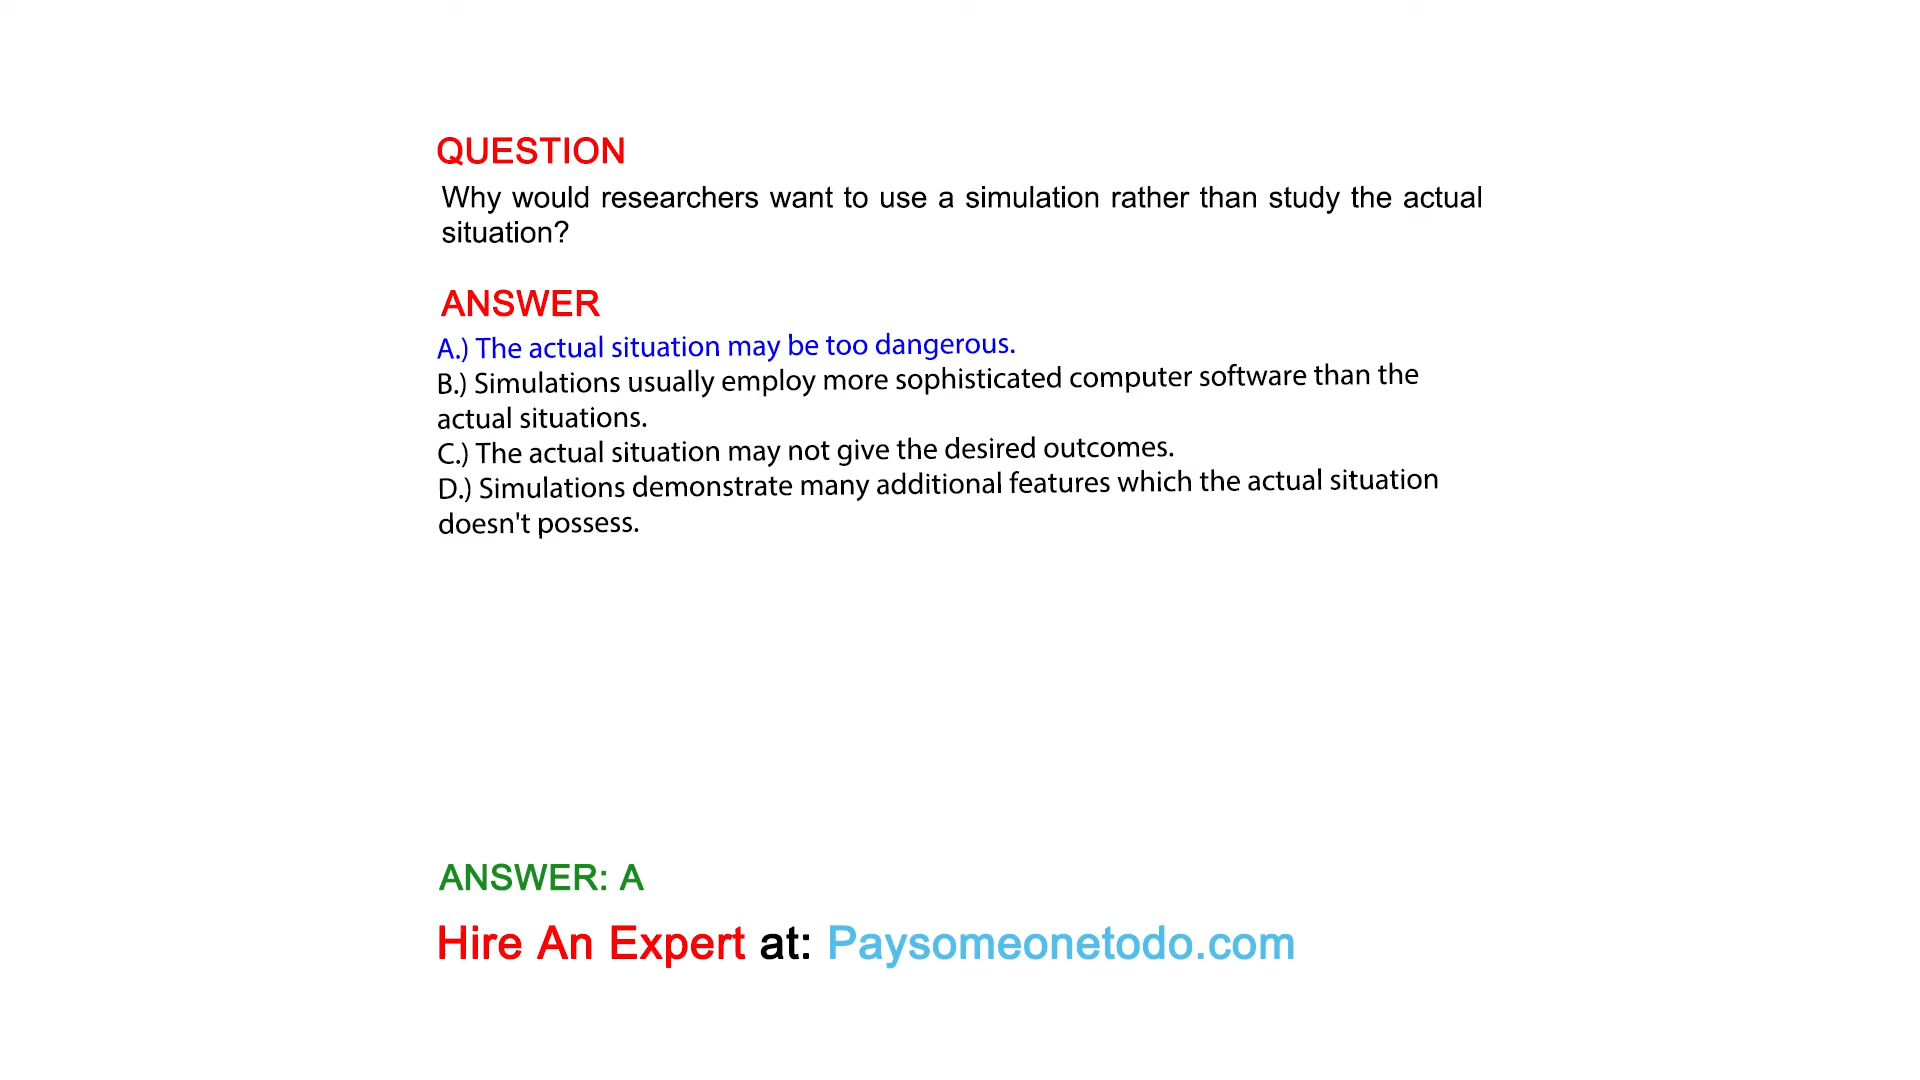 QUESTION
Why would researchers want to use a simulation rather than study the actual
situation?
ANSWER
A.) The actual situation may be too dangerous.
B.) Simulations usually employ more sophisticated computer software than the
actual situations.
C.) The actual situation may not give the desired outcomes.
D.) Simulations demonstrate many additional features which the actual situation
doesn't possess.
ANSWER: A
Hire An Expert at: Paysomeonetodo.com